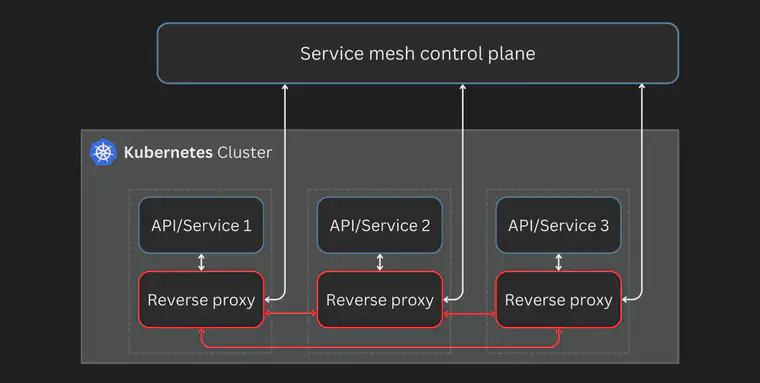 Service mesh control plane
Kubernetes Cluster
API/Service 1
API/Service 2
API/Service 3
Reverse proxy
Reverse proxy
Reverse proxy